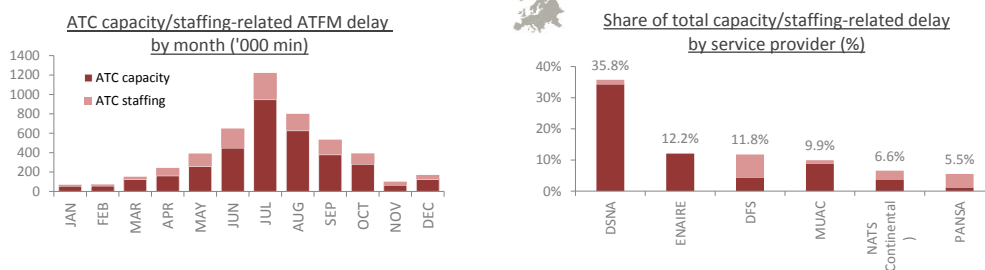 ATC capacity/staffing-related ATFM delay
by month ('000 min)
1400
1200
1000
800
600
400
200
0
ATC capacity
ATC staffing
JAN
FEB
MAR
APR
MAY
JUN
JUL
AUG
SEP
OCT
NOV
DEC
Share of total capacity/staffing-related delay
by service provider (%)
40%
30%
20%
10%
0%
35.8%
12.2%
11.8%
9.9%
6.6%
5.5%
DSNA
ENAIRE
DFS
MUAC
NATS
(Continental
)
PANSA